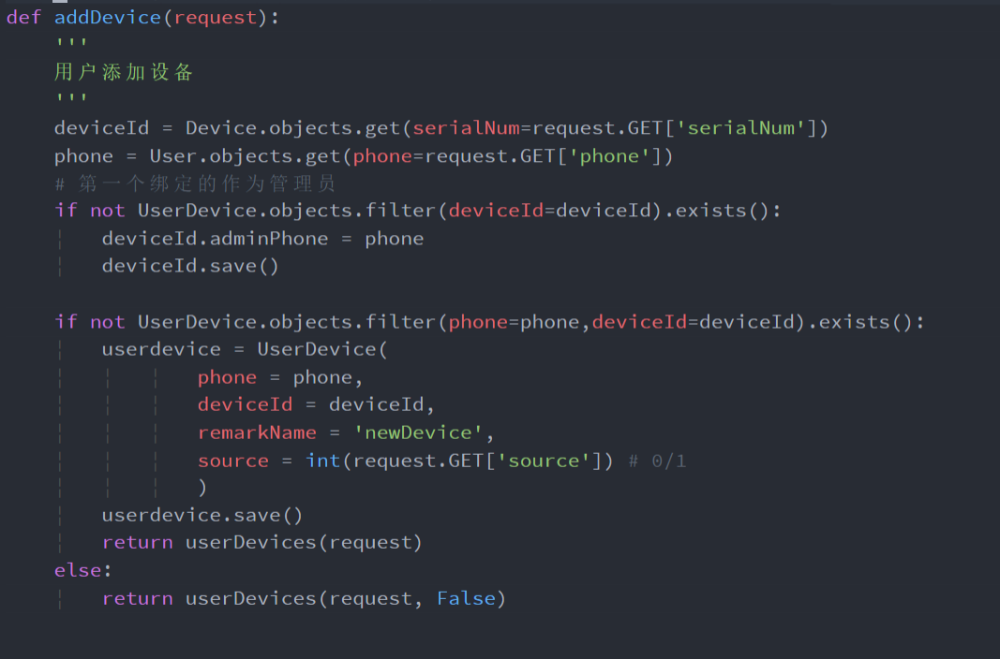 def addDevice(request):
    '''
    用户添加设备
    '''
    deviceId = Device.objects.get(serialNum=request.GET['serialNum'])
    phone = User.objects.get(phone=request.GET['phone'])
    # 第一个绑定的作为管理员
    if not UserDevice.objects.filter(deviceId=deviceId).exists():
        deviceId.adminPhone = phone
        deviceId.save()

    if not UserDevice.objects.filter(phone=phone,deviceId=deviceId).exists():
        userdevice = UserDevice(
                phone = phone,
                deviceId = deviceId,
                remarkName = 'newDevice',
                source = int(request.GET['source']) # 0/1
                )
        userdevice.save()
        return userDevices(request)
    else:
        return userDevices(request, False)